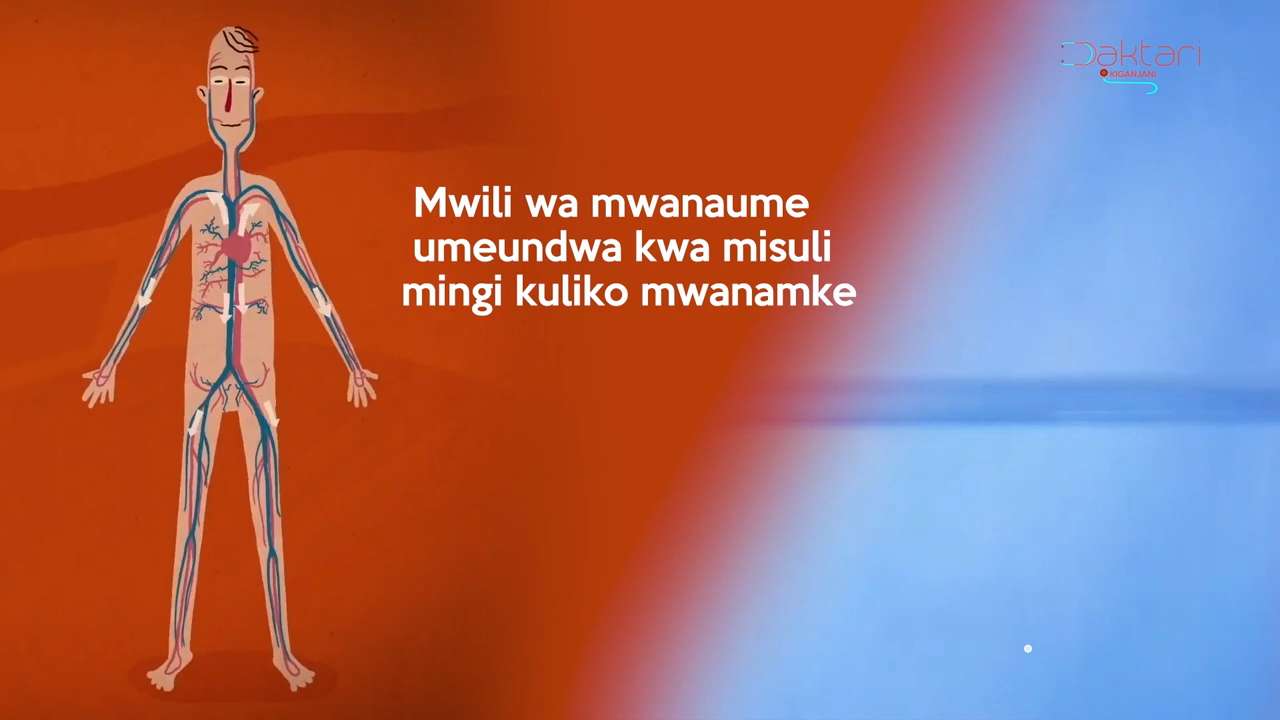 Mwili wa mwanaume
umeundwa kwa misuli
mingi kuliko mwanamke
Daktari
KIGANJANI